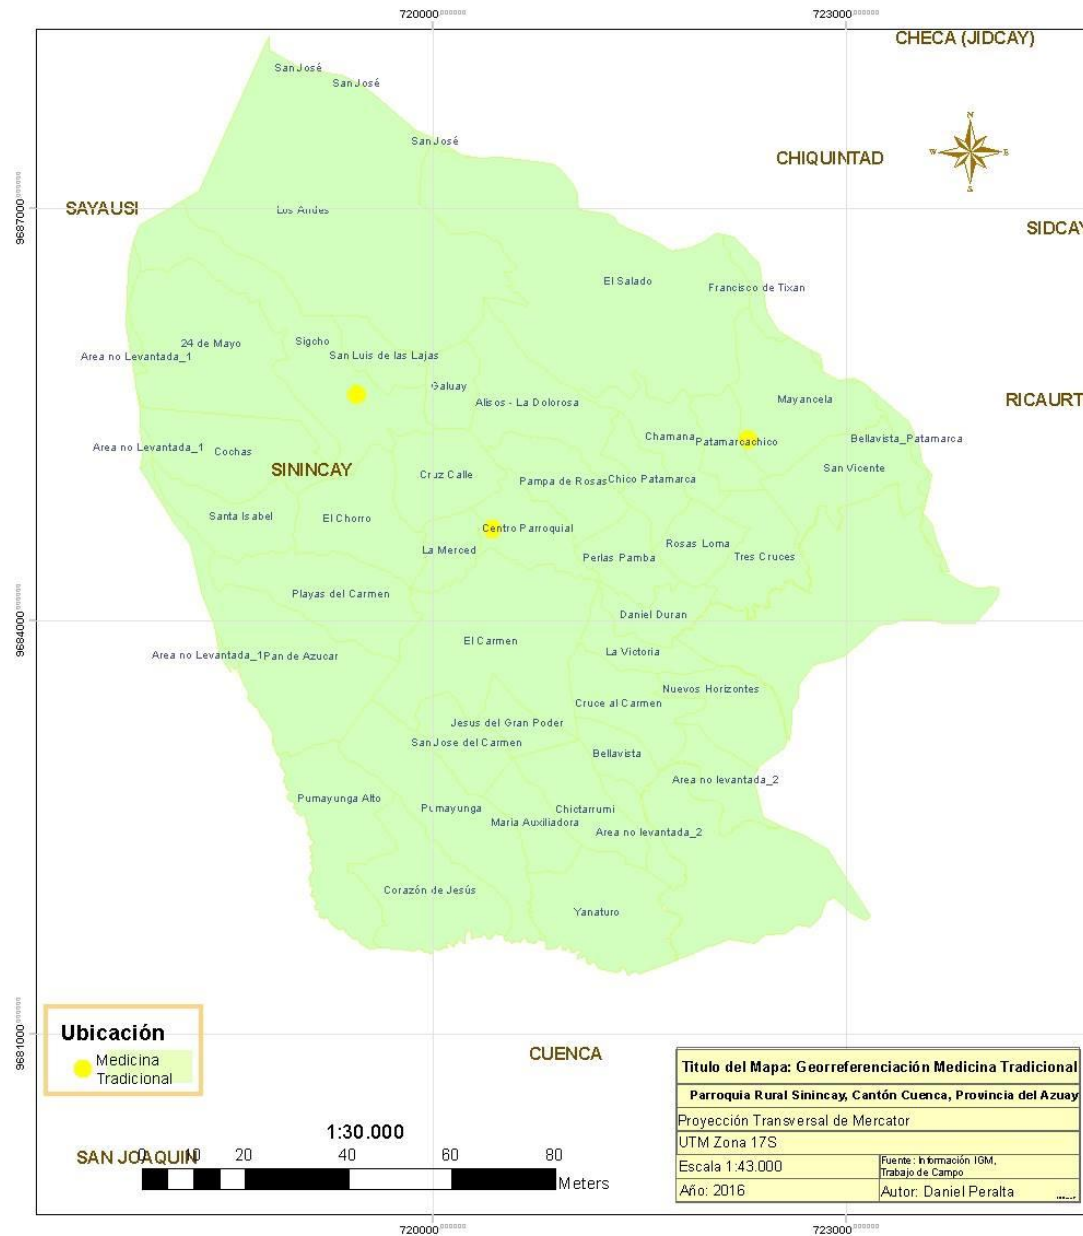 720000
723000
CHECA (JIDCAY)
San José
San José
San José
N
W
E
S
CHIQUINTAD
9687000
SAYAUSI
Los Andes
SIDCAY
El Salado
Francisco de Tixan
24 de Mayo
Sigcho
San Luis de las Lajas
Area no Levantada_1
Galuay
Alisos - La Dolorosa
Mayancela
RICAURT
Chamana
Patamarcachico
Bellavista_Patamarca
Area no Levantada_1
Cochas
SININCAY
San Vicente
Cruz Calle
Pampa de Rosas
Chico Patamarca
Santa Isabel
El Chorro
Centro Parroquial
La Merced
Perlas Pamba
Rosas Loma
Tres Cruces
Playas del Carmen
9684000
Daniel Duran
El Carmen
La Victoria
Area no Levantada_1
Pan de Azucar
Nuevos Horizontes
Cruce al Carmen
Jesus del Gran Poder
San Jose del Carmen
Bellavista
Area no levantada_2
Pumayunga Alto
Pumayunga
Chictarrumi
Maria Auxiliadora
Area no levantada_2
Corazón de Jesús
Yanaturo
9681000
Ubicación
Medicina
Tradicional
CUENCA
1:30.000
SAN JOAQUIN
0 10 20 40 60 80
Meters
Titulo del Mapa: Georreferenciación Medicina Tradicional
Parroquia Rural Sinincay, Cantón Cuenca, Provincia del Azuay
Proyección Transversal de Mercator
UTM Zona 17S
Escala 1:43.000
Fuente: Información IGM,
Trabajo de Campo
Año: 2016
Autor: Daniel Peralta
720000
723000